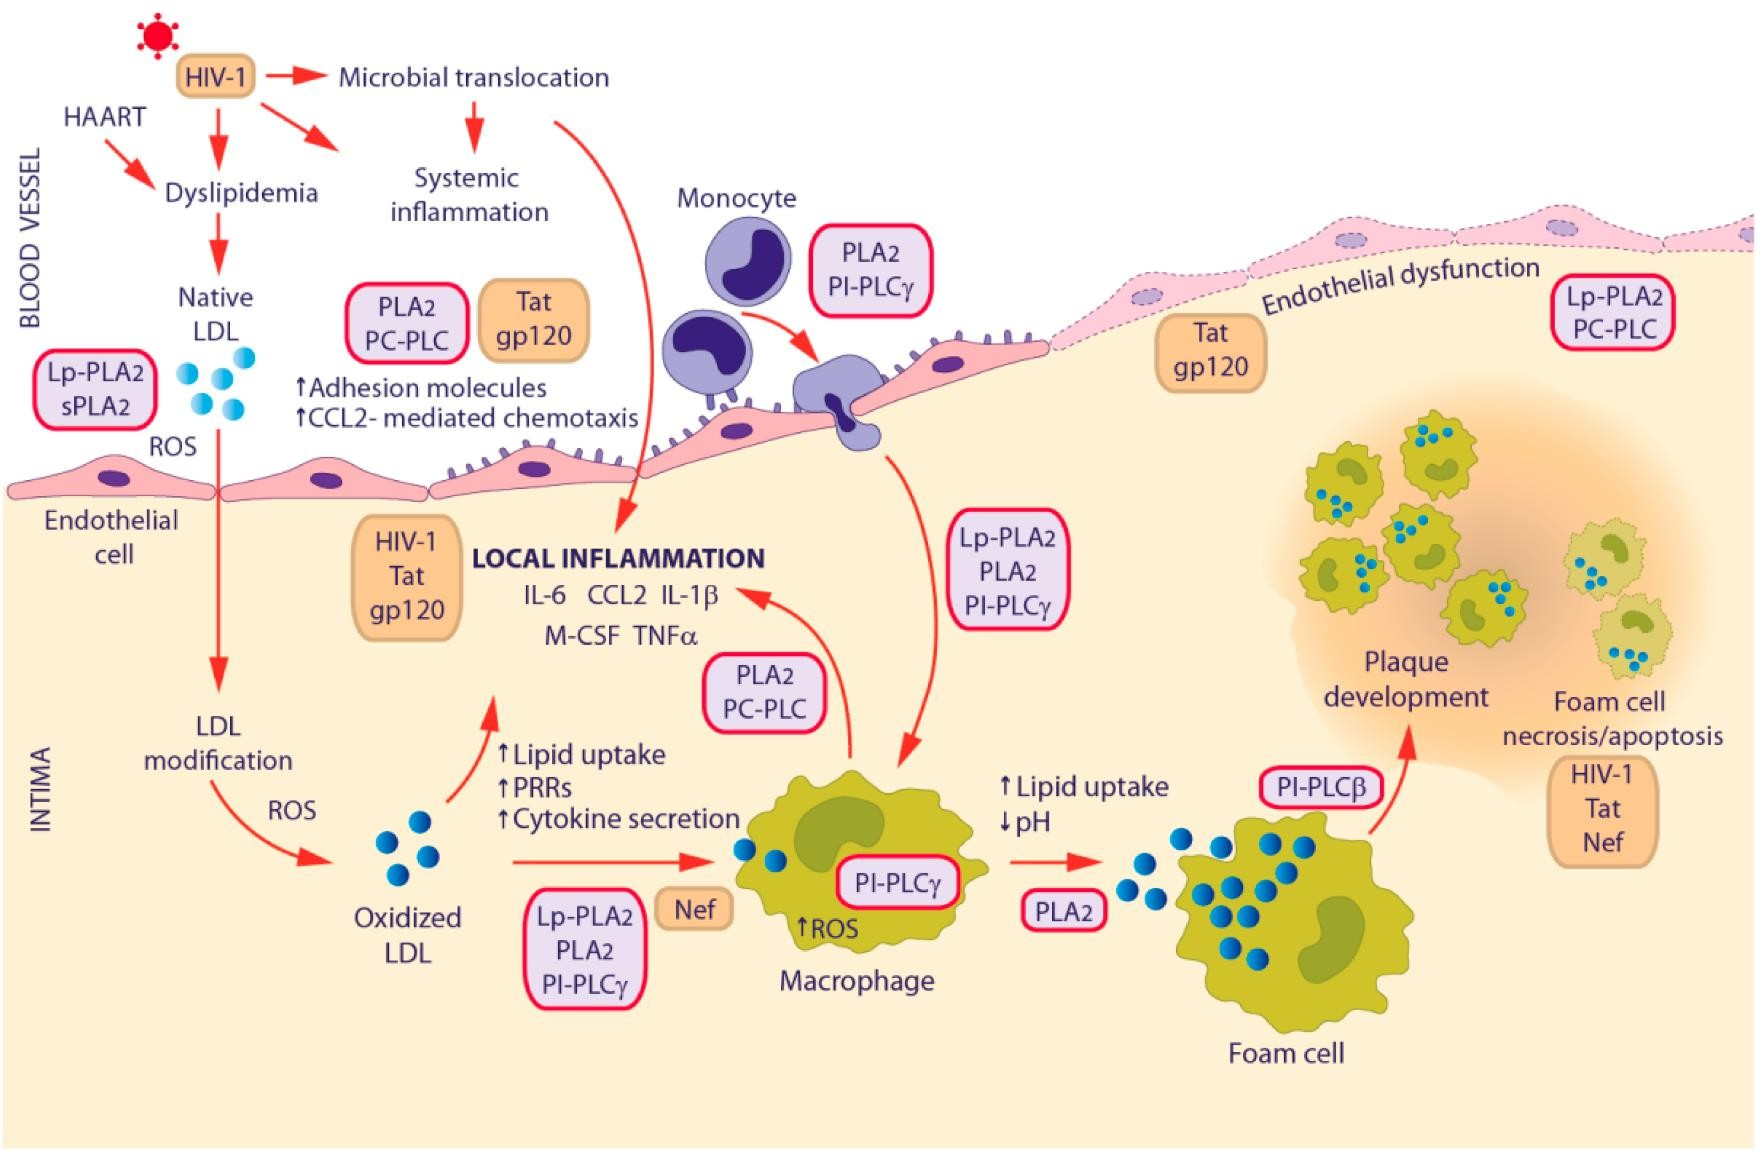 HIV-1
Microbial translocation
HAART
Dyslipidemia
Systemic
inflammation
BLOOD VESSEL
Native
LDL
Lp-PLA2
sPLA2
ROS
PLA2
PC-PLC
Tat
gp120
↑Adhesion molecules
↑CCL2- mediated chemotaxis
Monocyte
PLA2
PI-PLCγ
Endothelial dysfunction
Tat
gp120
Lp-PLA2
PC-PLC
Endothelial
cell
HIV-1
Tat
gp120
LOCAL INFLAMMATION
IL-6 CCL2 IL-1β
M-CSF TNFα
Lp-PLA2
PLA2
PI-PLCγ
PLA2
PC-PLC
INTIMA
LDL
modification
ROS
Oxidized
LDL
↑Lipid uptake
↑PRRs
↑Cytokine secretion
Lp-PLA2
PLA2
PI-PLCγ
Nef
PI-PLCγ
↑ROS
Macrophage
↑Lipid uptake
↓pH
PLA2
PI-PLCβ
Foam cell
Plaque
development
Foam cell
necrosis/apoptosis
HIV-1
Tat
Nef